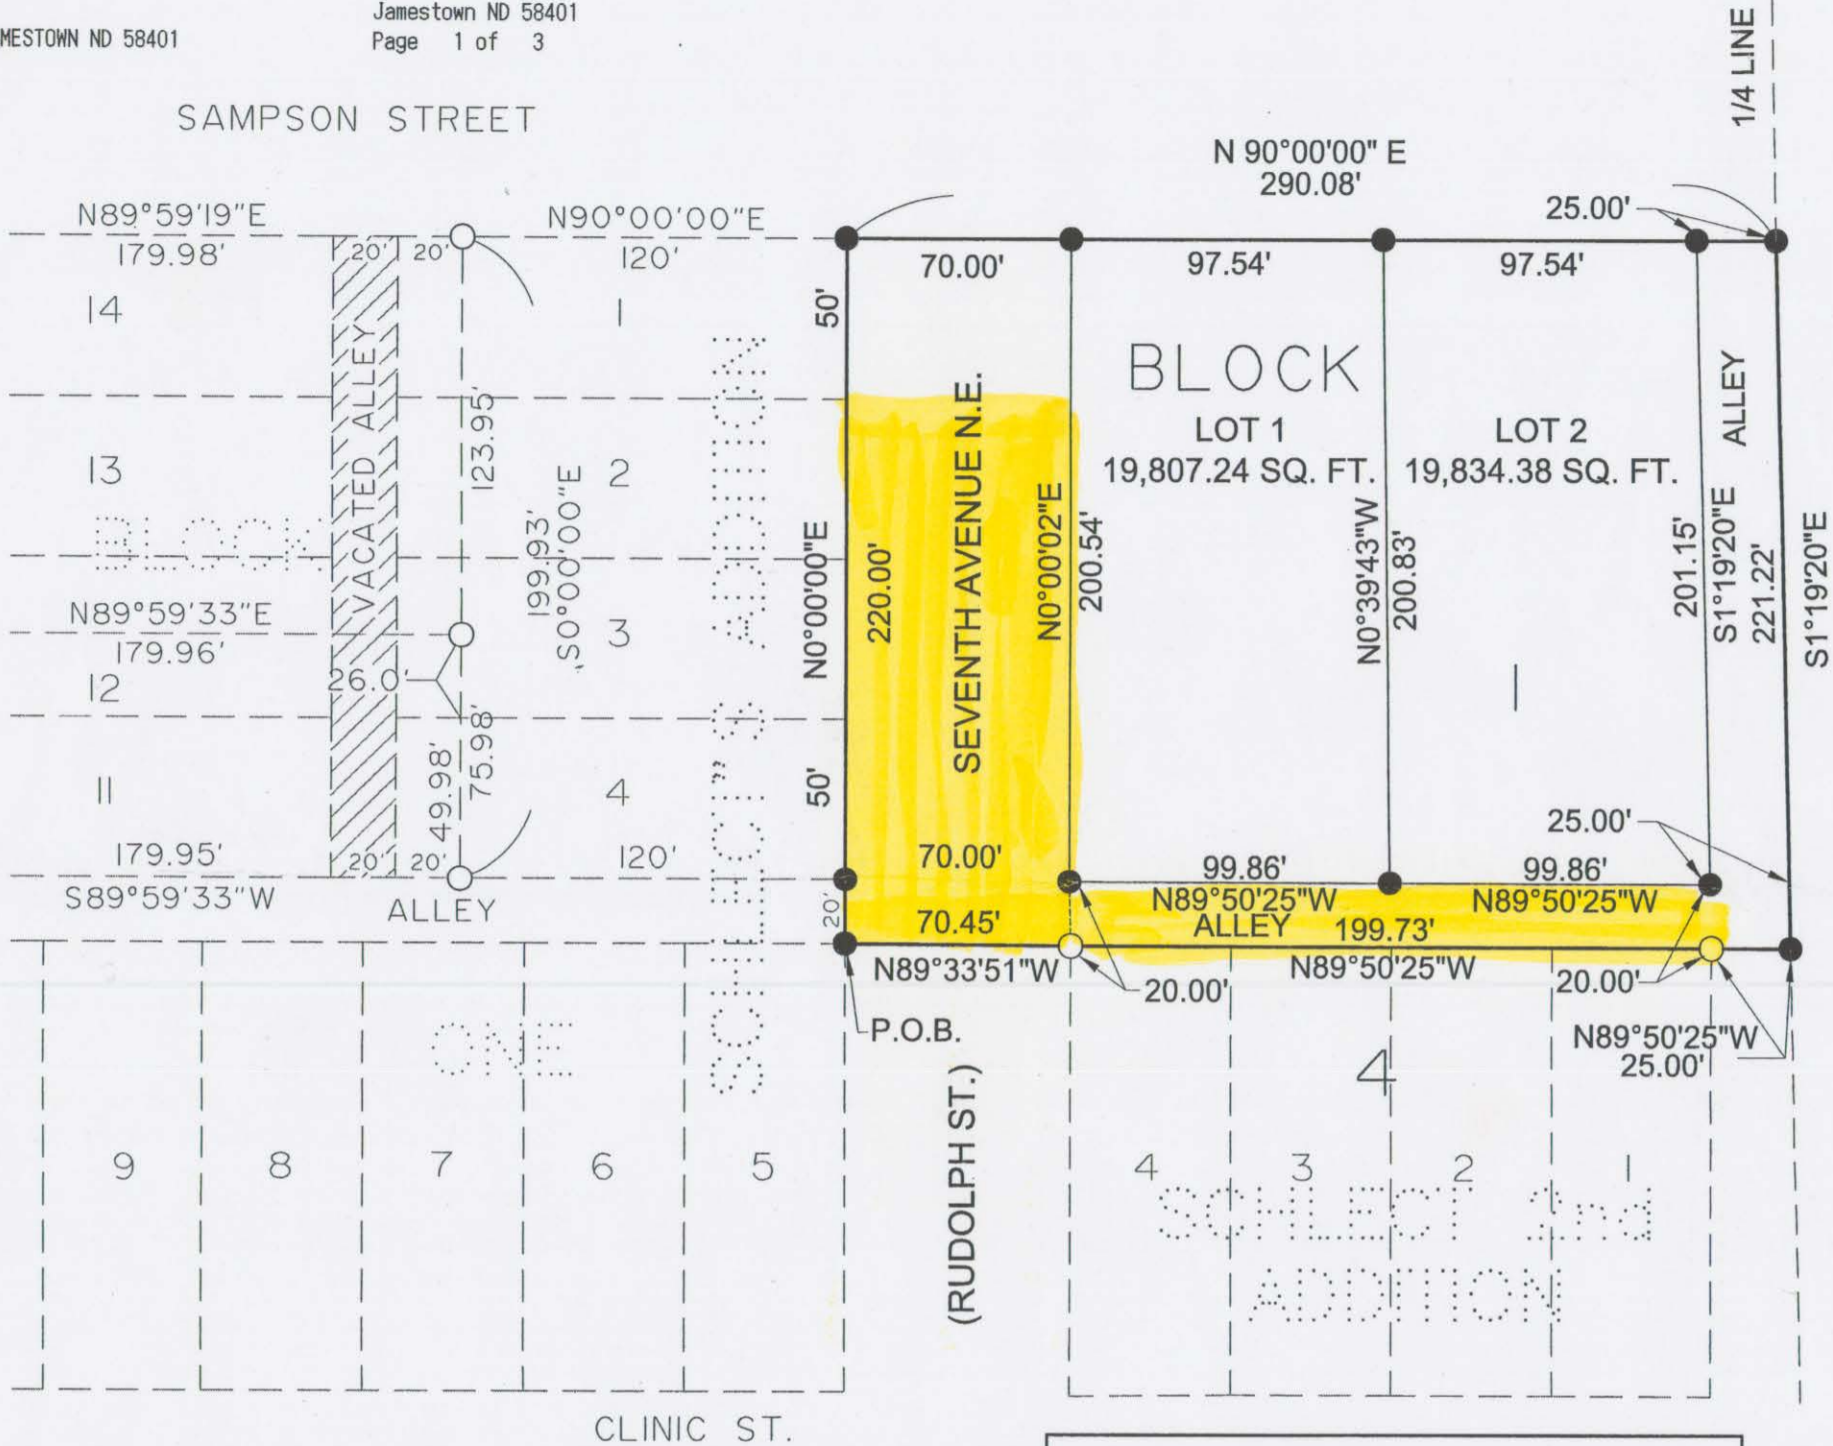 Jamestown ND 58401
MESTOWN ND 58401
Page 1 of 3
1/4 LINE
SAMPSON STREET
N 90°00'00" E
290.08'
N89°59'19"E
179.98'
20'
20'
N90°00'00"E
120'
25.00'
70.00'
97.54'
97.54'
14
1
50'
VACATED ALLEY
BLOCK
ALLEY
LOT 1
19,807.24 SQ. FT.
LOT 2
19,834.38 SQ. FT.
13
2
123.95'
199.93'
S0°00'00"E
SCHLECT'S ADDITION
SEVENTH AVENUE N.E.
BLOCK
N0°00'00"E
220.00'
N0°00'02"E
200.54'
N0°39'43"W
200.83'
201.15'
S1°19'20"E
221.22'
S1°19'20"E
N89°59'33"E
179.96'
3
12
26.0'
1
49.98'
75.98'
50'
11
4
25.00'
179.95'
S89°59'33"W
20'
20'
120'
ALLEY
70.00'
99.86'
N89°50'25"W
99.86'
N89°50'25"W
20'
70.45'
ALLEY
199.73'
N89°33'51"W
N89°50'25"W
20.00'
20.00'
P.O.B.
N89°50'25"W
25.00'
ONE
4
(RUDOLPH ST.)
9 8 7 6 5
4 3 2 1
SCHLECT 2nd
ADDITION
CLINIC ST.